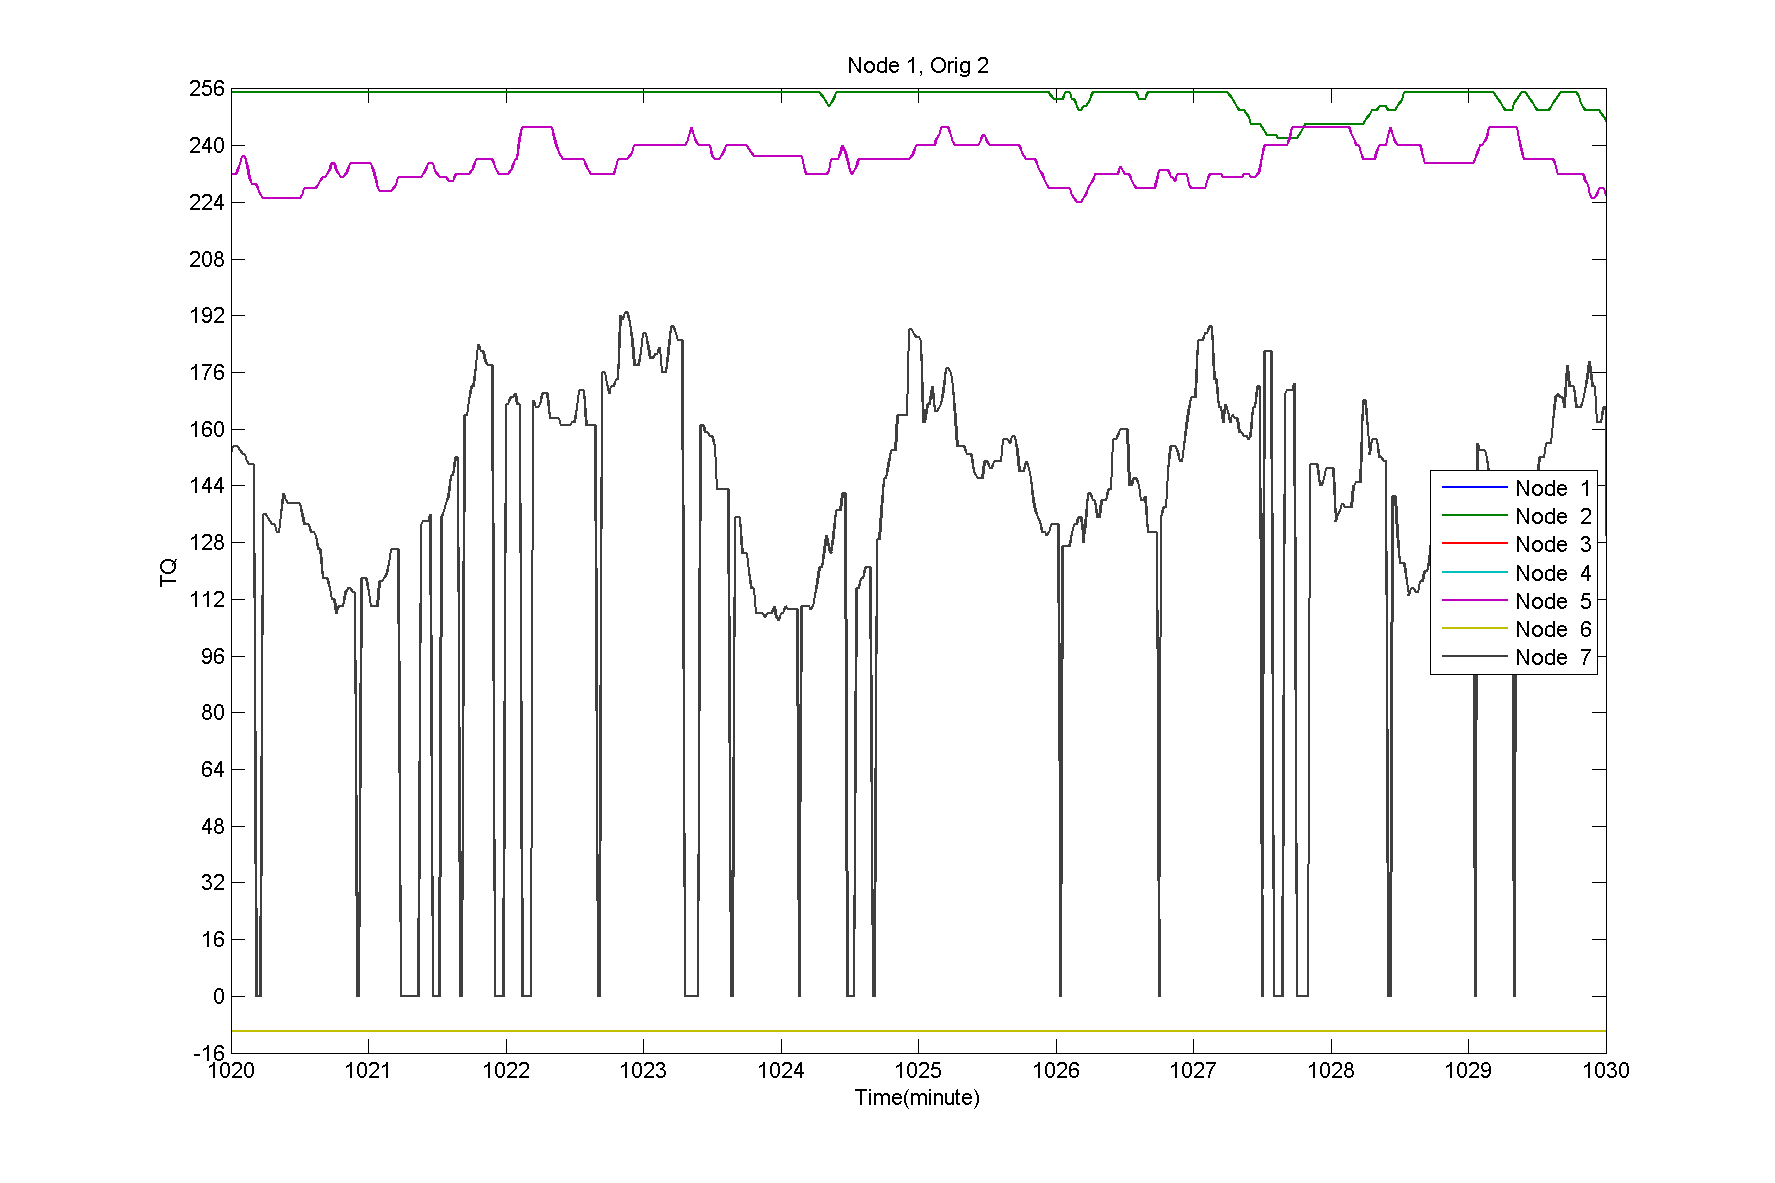 Node 1, Orig 2
256
240
224
208
192
176
160
144
128
112
96
80
64
48
32
16
0
-16
TQ
Node 1
Node 2
Node 3
Node 4
Node 5
Node 6
Node 7
1020 1021 1022 1023 1024 1025 1026 1027 1028 1029 1030
Time(minute)